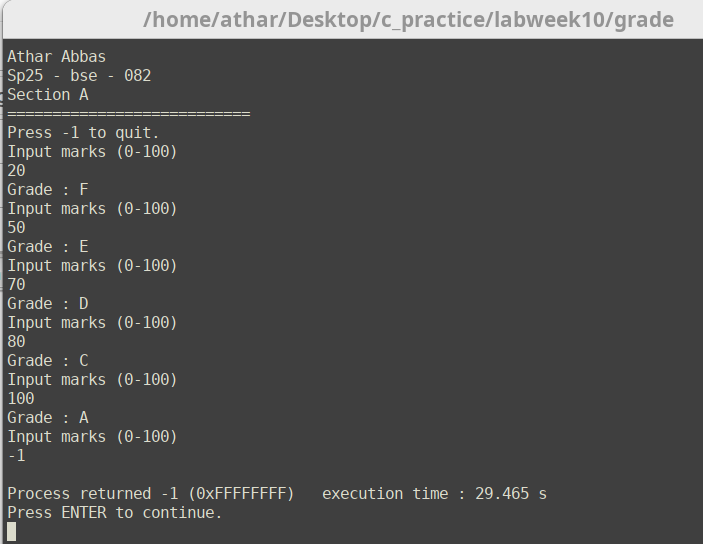 /home/athar/Desktop/c_practice/labweek10/grade
Athar Abbas
Sp25 - bse - 082
Section A
===========================
Press -1 to quit.
Input marks (0-100)
20
Grade : F
Input marks (0-100)
50
Grade : E
Input marks (0-100)
70
Grade : D
Input marks (0-100)
80
Grade : C
Input marks (0-100)
100
Grade : A
Input marks (0-100)
-1
Process returned -1 (0xFFFFFFFF)   execution time : 29.465 s
Press ENTER to continue.